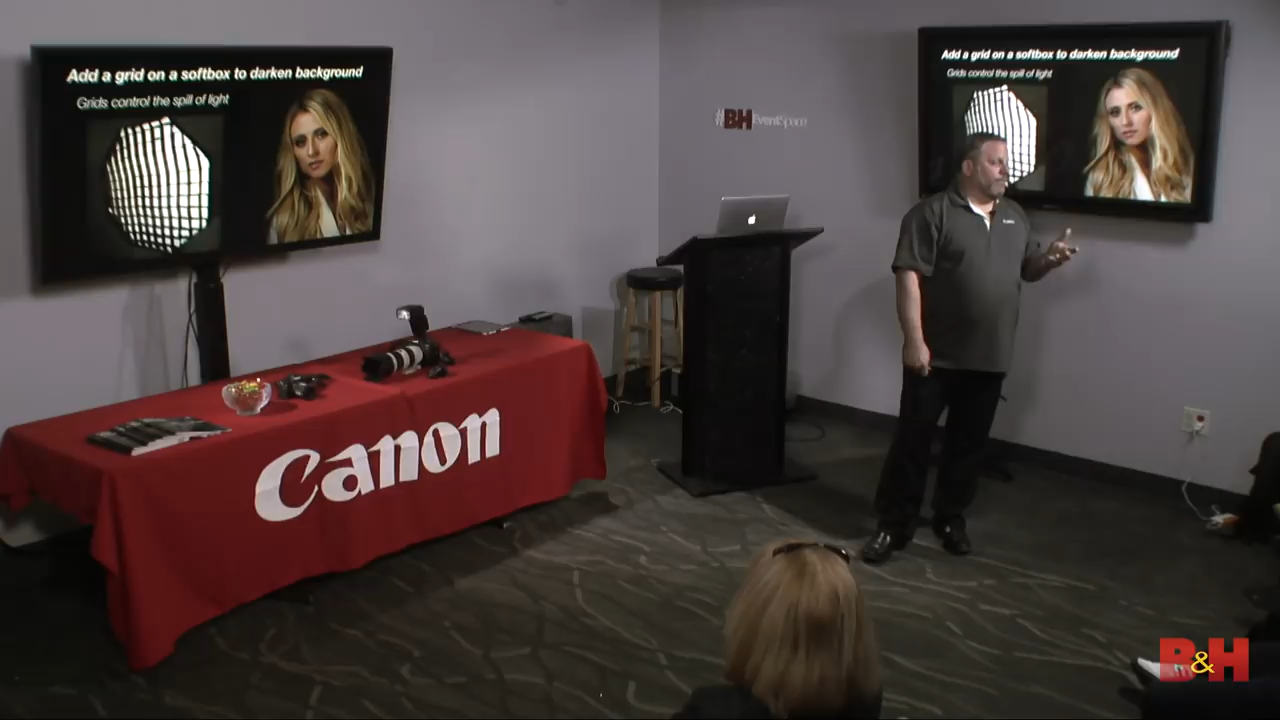 Add a grid on a softbox to darken background
Grids control the spill of light
#BH EventSpace
Add a grid on a softbox to darken background
Grids control the spill of light
Canon
B&H